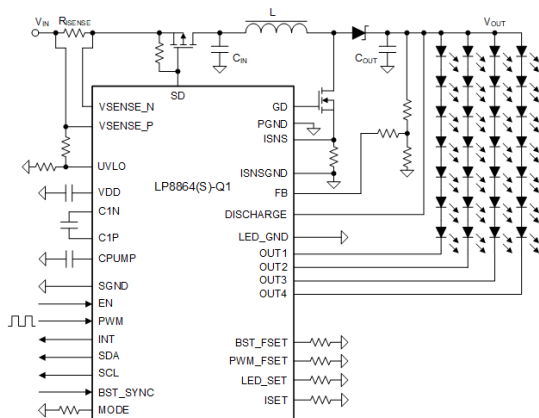 VIN RISENSE L VOUT
CIN COUT
SD
VSENSE_N GD
VSENSE_P PGND
ISNS
UVLO ISNSGND
LP8864(S)-Q1
VDD FB
C1N DISCHARGE
C1P LED_GND
CPUMP OUT1
OUT2
SGND OUT3
EN OUT4
PWM
INT BST_FSET
SDA PWM_FSET
SCL LED_SET
BST_SYNC ISET
MODE